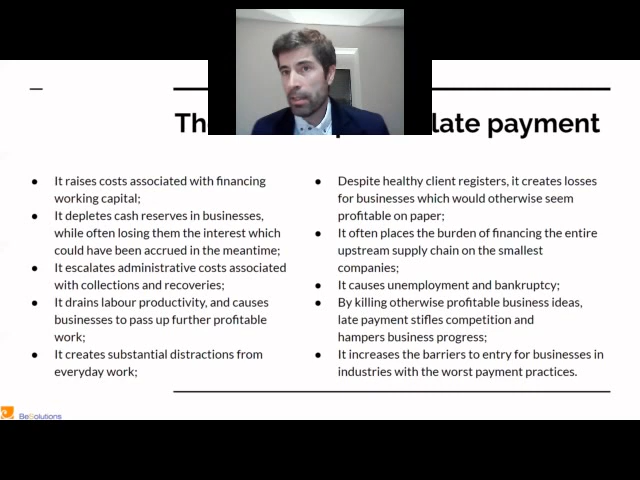 Th
late payment
It raises costs associated with financing
working capital;
It depletes cash reserves in businesses,
while often losing them the interest which
could have been accrued in the meantime;
It escalates administrative costs associated
with collections and recoveries;
It drains labour productivity, and causes
businesses to pass up further profitable
work;
It creates substantial distractions from
everyday work;
Despite healthy client registers, it creates losses
for businesses which would otherwise seem
profitable on paper;
It often places the burden of financing the entire
upstream supply chain on the smallest
companies;
It causes unemployment and bankruptcy;
By killing otherwise profitable business ideas,
late payment stifles competition and
hampers business progress;
It increases the barriers to entry for businesses in
industries with the worst payment practices.
BeSolutions